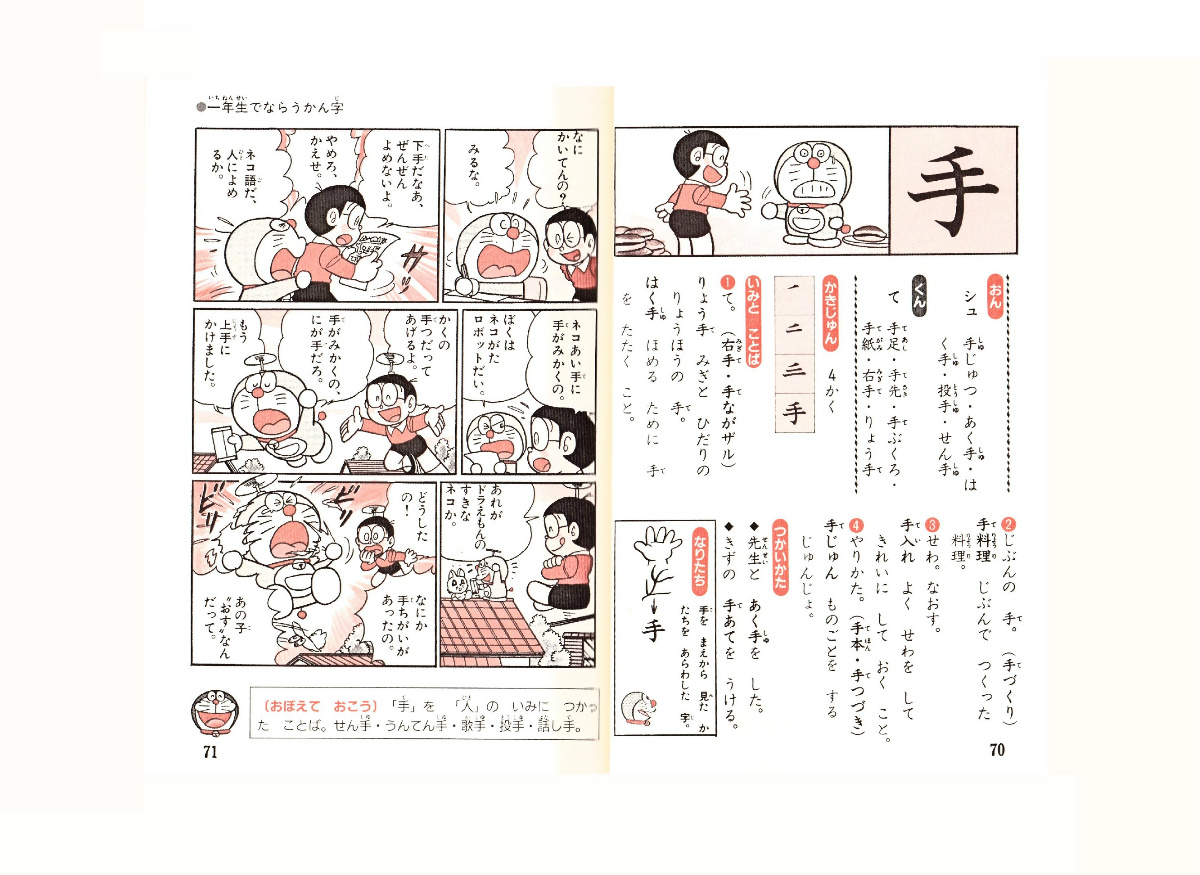 手
おん
シュ
手じゅつ・あく手・は
く手・投手・せん手
くん
て
手足・手先・手ぶくろ・
手紙・右手・りょう手
かきじゅん
4かく
手
いみと ことば
❶て。(右手・手ながザル)
りょう手 みぎと ひだりの
りょうほうの 手。
はく手 ほめる ために 手
を たたく こと。
❷じぶんの 手。(手づくり)
手料理 じぶんで つくった
料理。
❸せわ。なおす。
手入れ よく せわを して
きれいに して おく こと。
❹やりかた。(手本・手つづき)
手じゅん ものごとを する
じゅんじょ。
つかいかた
◆先生と あく手を した。
◆きずの 手あてを うける。
なりたち
手を まえから 見た か
たちを あらわした 字。
手
70
●一年生でならうかん字
なに
かいてんの?
みるな。
下手だなあ、
ぜんぜん
よめないよ。
やめろ、
かえせ。
ネコ語だ、
人によめ
るか。
ネコあい手に
手がみかくの。
ぼくは
ネコがた
ロボットだい。
かくの
手つだって
あげるよ。
手がみかくの、
にが手だろ。
もう
上手に
かけました。
あれが
ドラえもんの
すきな
ネコか。
どうした
の!
なにか
手ちがいが
あったの。
ビリ
ビリ
あの子
“おす”なん
だって。
(おぼえて おこう) 「手」を 「人」の いみに つかっ
た ことば。せん手・うんてん手・歌手・投手・話し手。
71